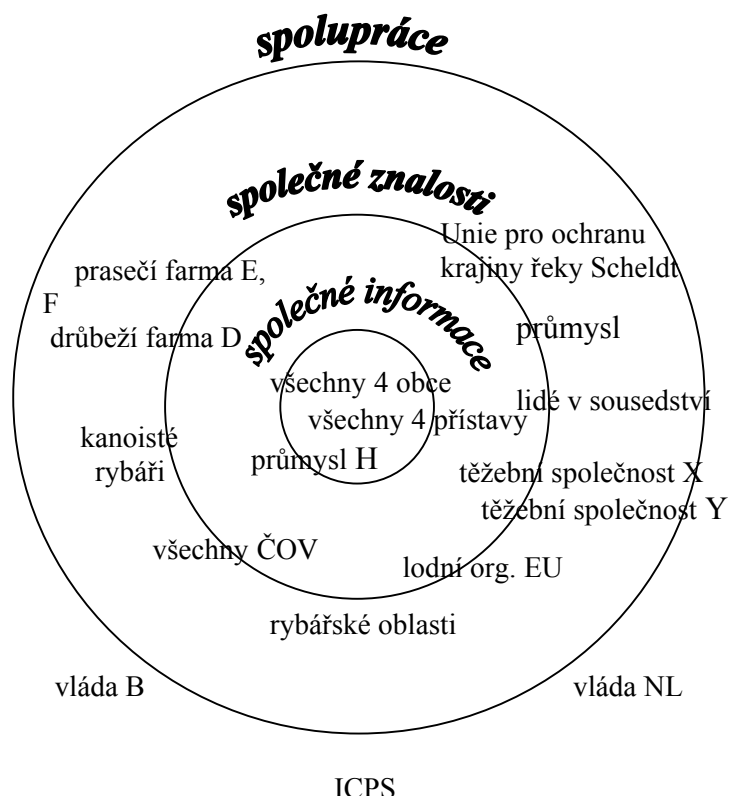 spolupráce
společné znalosti
Unie pro ochranu
krajiny řeky Scheldt
prasečí farma E,
F
společné informace
drůbeží farma D
průmysl
všechny 4 obce
lidé v sousedství
všechny 4 přístavy
kanoisté
rybáři
průmysl H
těžební společnost X
těžební společnost Y
všechny ČOV
lodní org. EU
rybářské oblasti
vláda B
vláda NL
ICPS